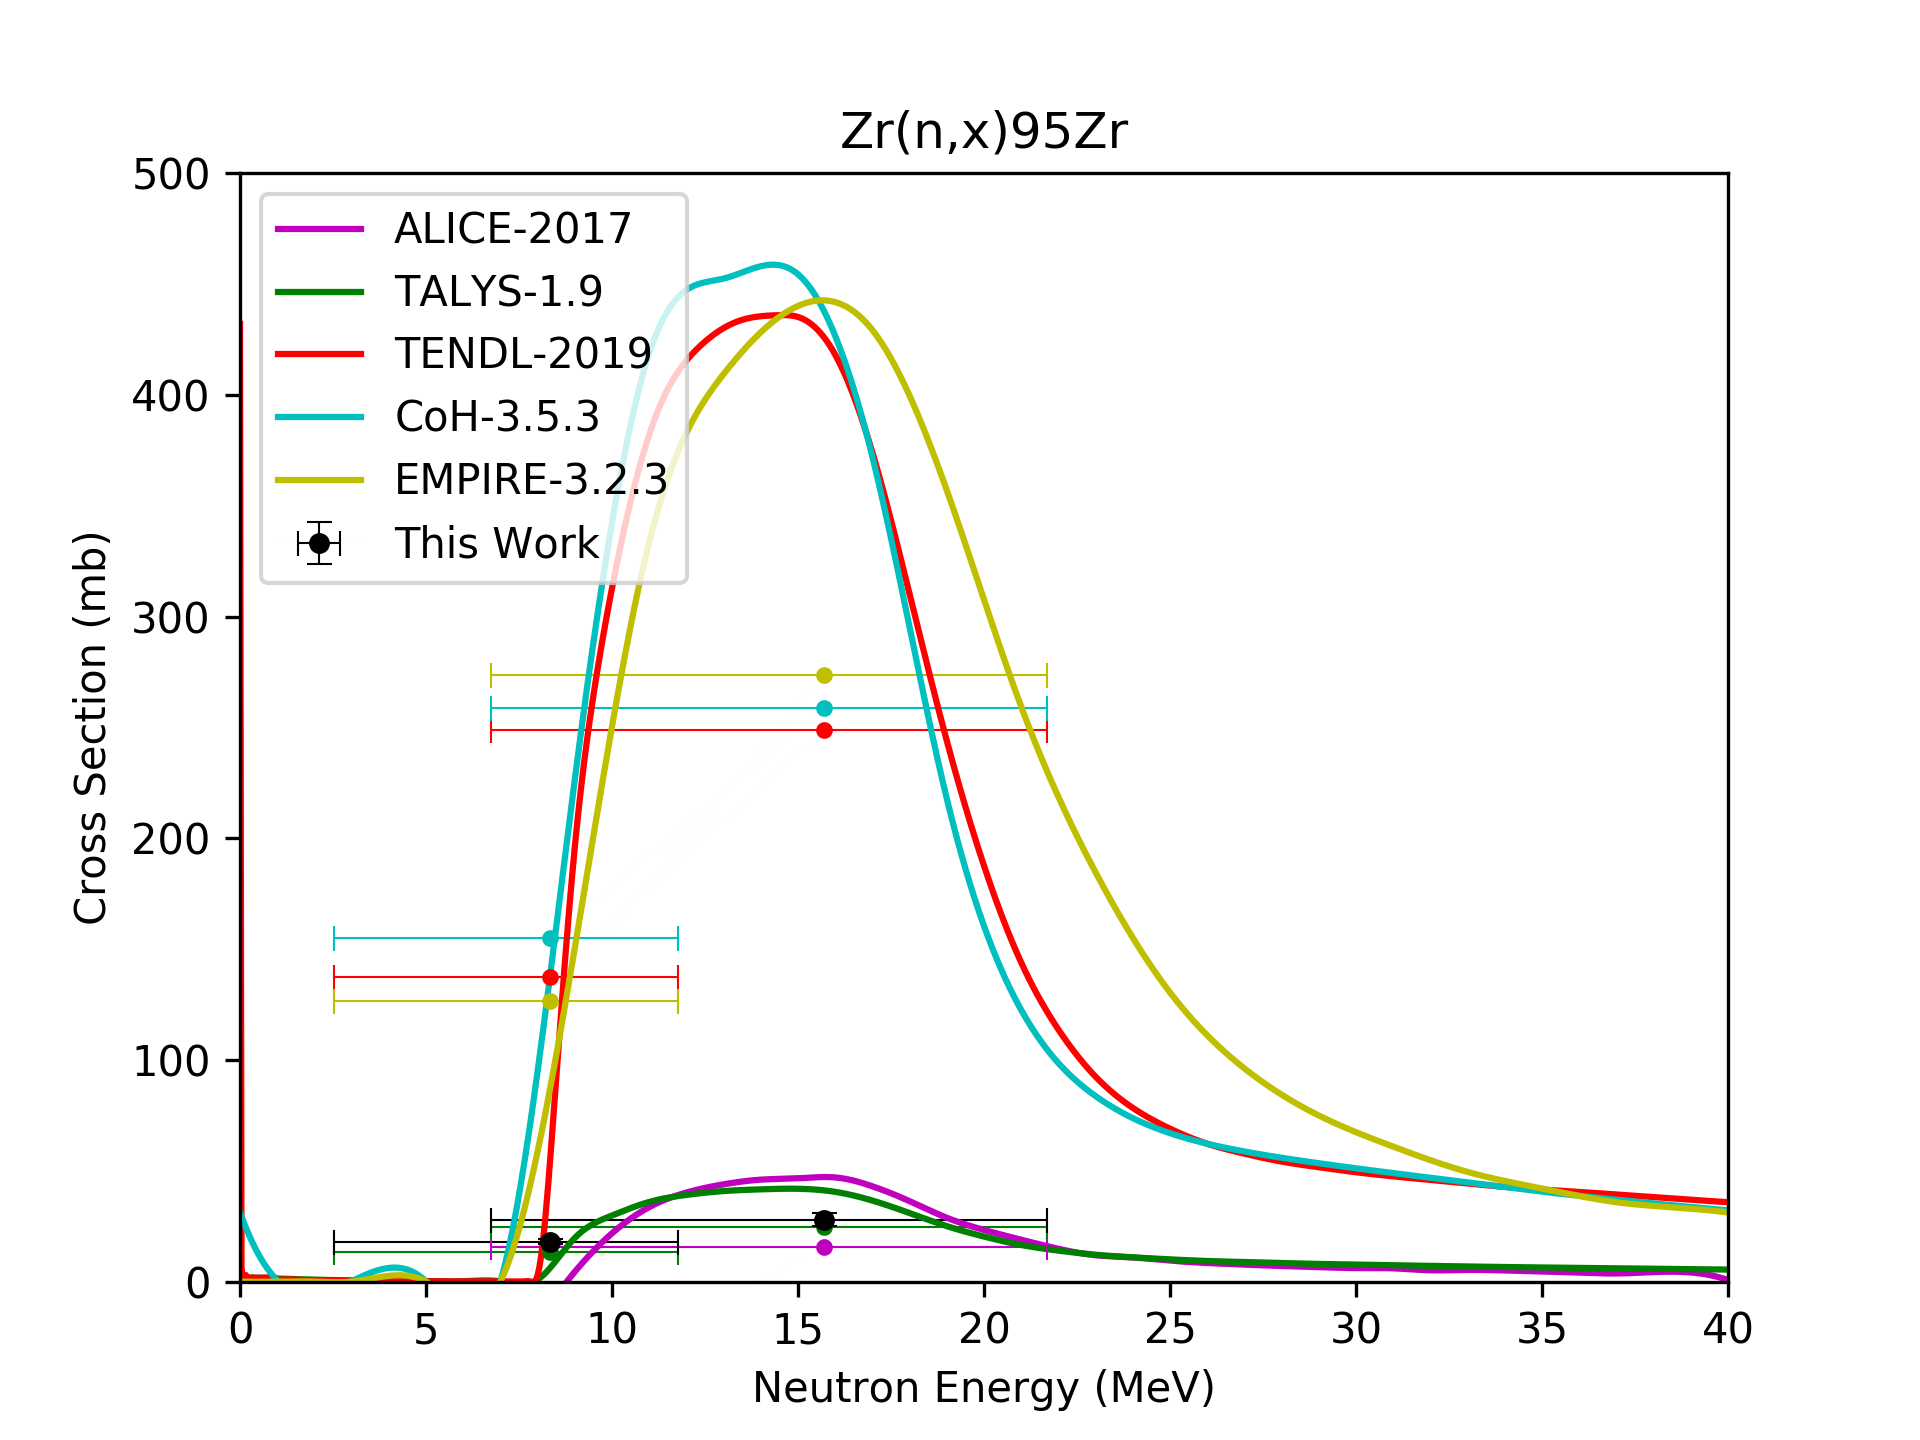 Zr(n,x)95Zr
500
400
300
200
100
0
Cross Section (mb)
ALICE-2017
TALYS-1.9
TENDL-2019
CoH-3.5.3
EMPIRE-3.2.3
This Work
0 5 10 15 20 25 30 35 40
Neutron Energy (MeV)